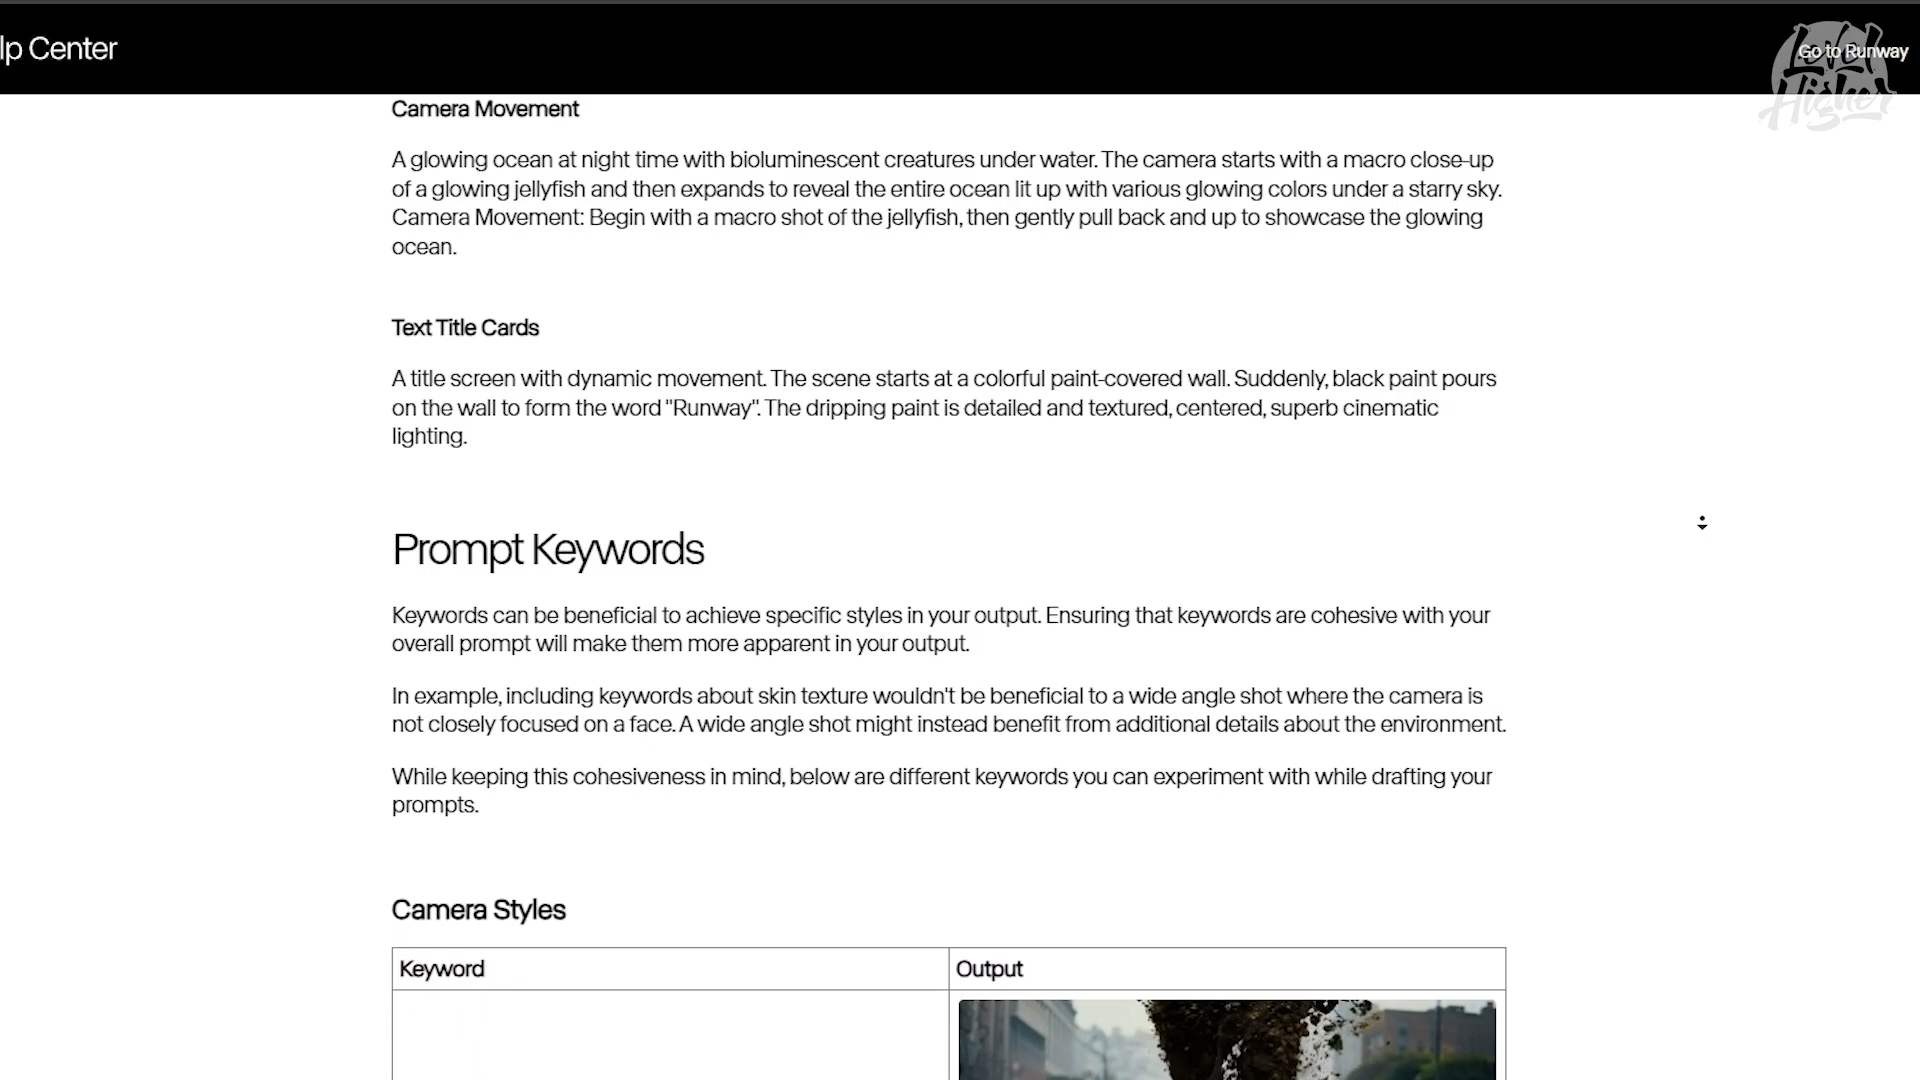 lp Center
Go to Runway
Level
Higher
Camera Movement
A glowing ocean at night time with bioluminescent creatures under water. The camera starts with a macro close-up
of a glowing jellyfish and then expands to reveal the entire ocean lit up with various glowing colors under a starry sky.
Camera Movement: Begin with a macro shot of the jellyfish, then gently pull back and up to showcase the glowing
ocean.
Text Title Cards
A title screen with dynamic movement. The scene starts at a colorful paint-covered wall. Suddenly, black paint pours
on the wall to form the word "Runway". The dripping paint is detailed and textured, centered, superb cinematic
lighting.
Prompt Keywords
Keywords can be beneficial to achieve specific styles in your output. Ensuring that keywords are cohesive with your
overall prompt will make them more apparent in your output.
In example, including keywords about skin texture wouldn't be beneficial to a wide angle shot where the camera is
not closely focused on a face. A wide angle shot might instead benefit from additional details about the environment.
While keeping this cohesiveness in mind, below are different keywords you can experiment with while drafting your
prompts.
Camera Styles
Keyword
Output